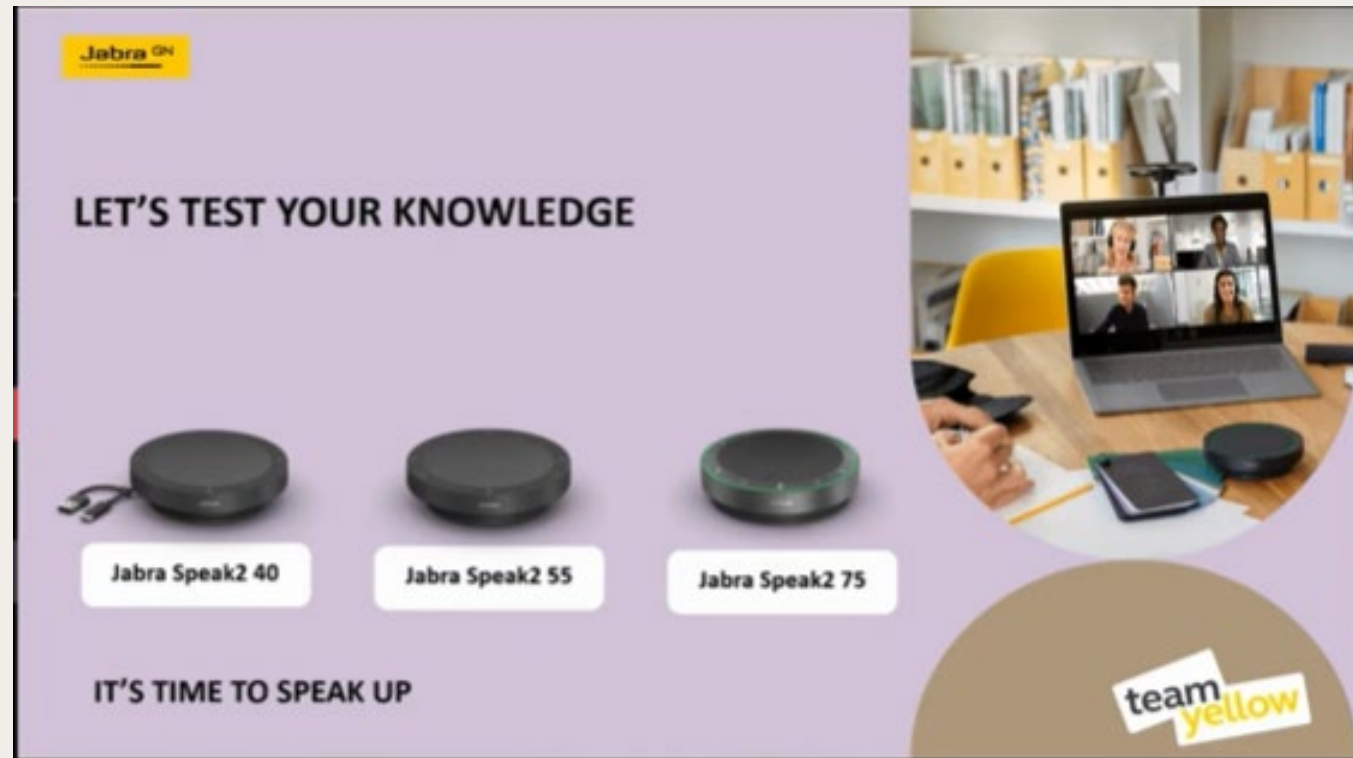 Jabra GN
LET'S TEST YOUR KNOWLEDGE
Jabra Speak2 40
Jabra Speak2 55
Jabra Speak2 75
IT'S TIME TO SPEAK UP
team
yellow